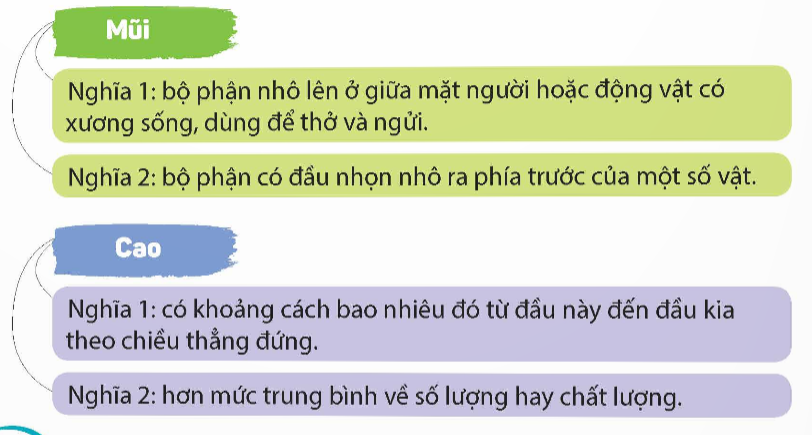 Mũi
Nghĩa 1: bộ phận nhô lên ở giữa mặt người hoặc động vật có
xương sống, dùng để thở và ngửi.
Nghĩa 2: bộ phận có đầu nhọn nhô ra phía trước của một số vật.
Cao
Nghĩa 1: có khoảng cách bao nhiêu đó từ đầu này đến đầu kia
theo chiều thẳng đứng.
Nghĩa 2: hơn mức trung bình về số lượng hay chất lượng.